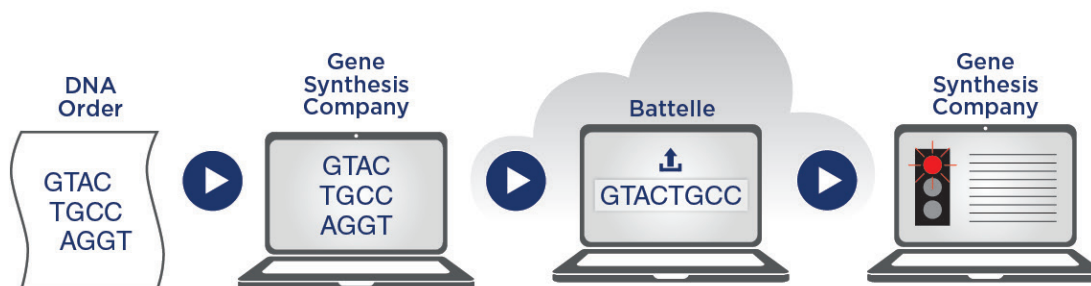 DNA
Order
GTAC
TGCC
AGGT
Gene
Synthesis
Company
GTAC
TGCC
AGGT
Battelle
GTACTGCC
Gene
Synthesis
Company